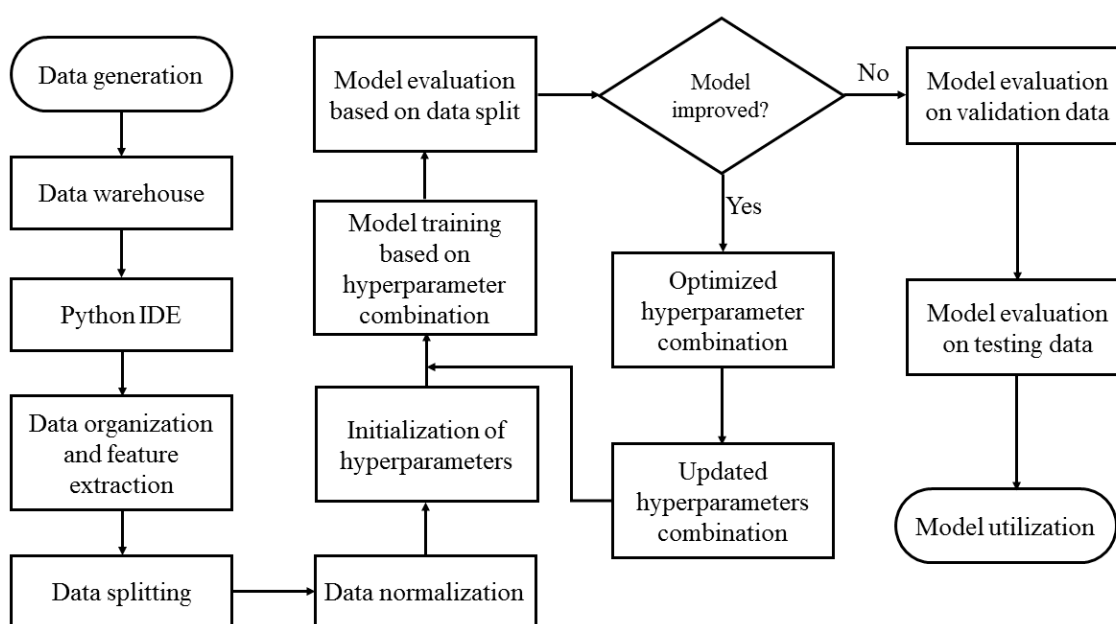 Data generation
Data warehouse
Python IDE
Data organization
and feature
extraction
Data splitting
Data normalization
Initialization of
hyperparameters
Model training
based on
hyperparameter
combination
Model evaluation
based on data split
Model
improved?
Yes
Optimized
hyperparameter
combination
Updated
hyperparameters
combination
No
Model evaluation
on validation data
Model evaluation
on testing data
Model utilization